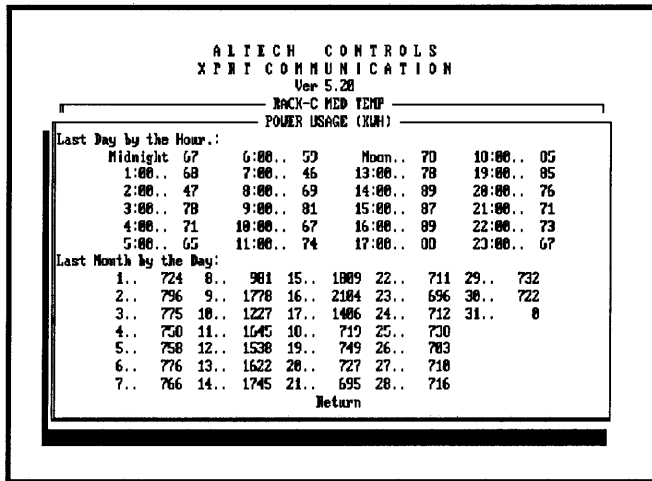 ALTECH CONTROLS
XPRT COMMUNICATION
Ver 5.20
RACK-C MED TEMP
POWER USAGE (KWH)
Last Day by the Hour.:
Midnight 67 6:00.. 59 Noon.. 70 18:00.. 85
1:00.. 68 7:00.. 46 13:00.. 78 19:00.. 85
2:00.. 47 8:00.. 69 14:00.. 89 20:00.. 76
3:00.. 78 9:00.. 81 15:00.. 87 21:00.. 71
4:00.. 71 10:00.. 67 16:00.. 89 22:00.. 73
5:00.. 65 11:00.. 74 17:00.. 23:00.. 67
Last Month by the Day:
1.. 724 8.. 981 15.. 1809 22.. 711 29.. 732
2.. 796 9.. 1778 16.. 2104 23.. 696 30.. 722
3.. 775 10.. 1227 17.. 1406 24.. 712 31.. 0
4.. 750 11.. 1645 18.. 719 25.. 730
5.. 758 12.. 1538 19.. 749 26.. 703
6.. 776 13.. 1622 20.. 727 27.. 710
7.. 766 14.. 1745 21.. 695 28.. 716
Return